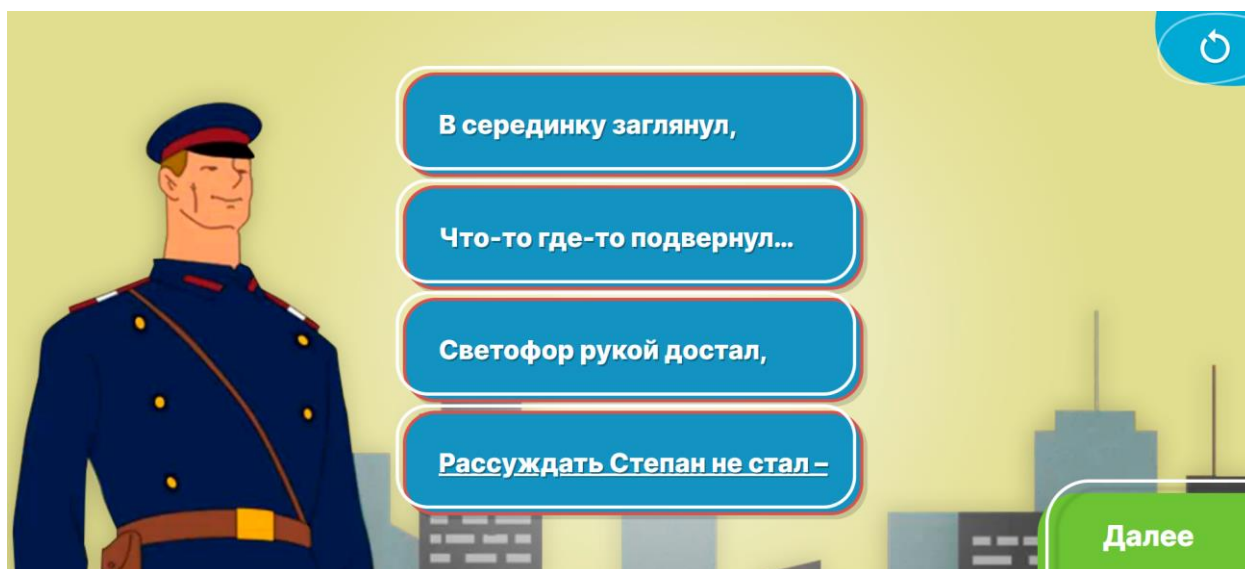 В серединку заглянул,
Что-то где-то подвернул…
Светофор рукой достал,
Рассуждать Степан не стал –
Далее